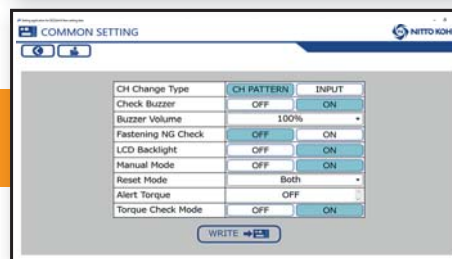 COMMON SETTING
NITTO KOH
CH Change Type CH PATTERN INPUT
Check Buzzer OFF ON
Buzzer Volume 100%
Fastening NG Check OFF ON
LCD Backlight OFF ON
Manual Mode OFF ON
Reset Mode Both
Alert Torque OFF
Torque Check Mode OFF ON
WRITE